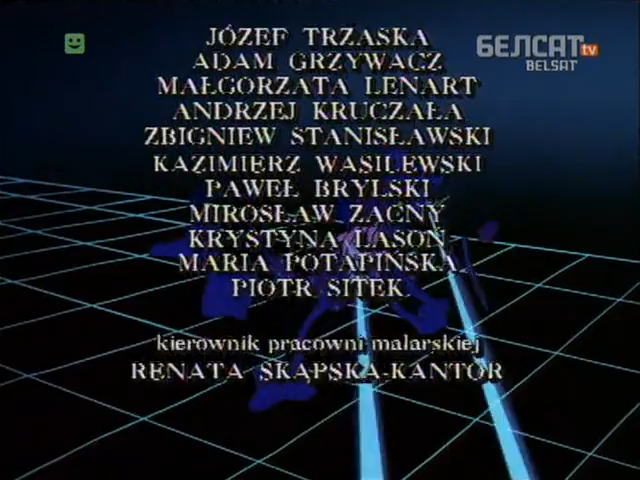 JÓZEF TRZASKA
БЕЛСАТ tv
BELSAT
ADAM GRZYWACZ
MAŁGORZATA LENART
ANDRZEJ KRUCZAŁA
ZBIGNIEW STANISŁAWSKI
KAZIMIERZ WASILEWSKI
PAWEŁ BRYLSKI
MIROSŁAW ZACNY
KRYSTYNA LASOŃ
MARIA POTAPIŃSKA
PIOTR SITEK
kierownik pracowni malarskiej
RENATA SKĄPSKA-KANTOR